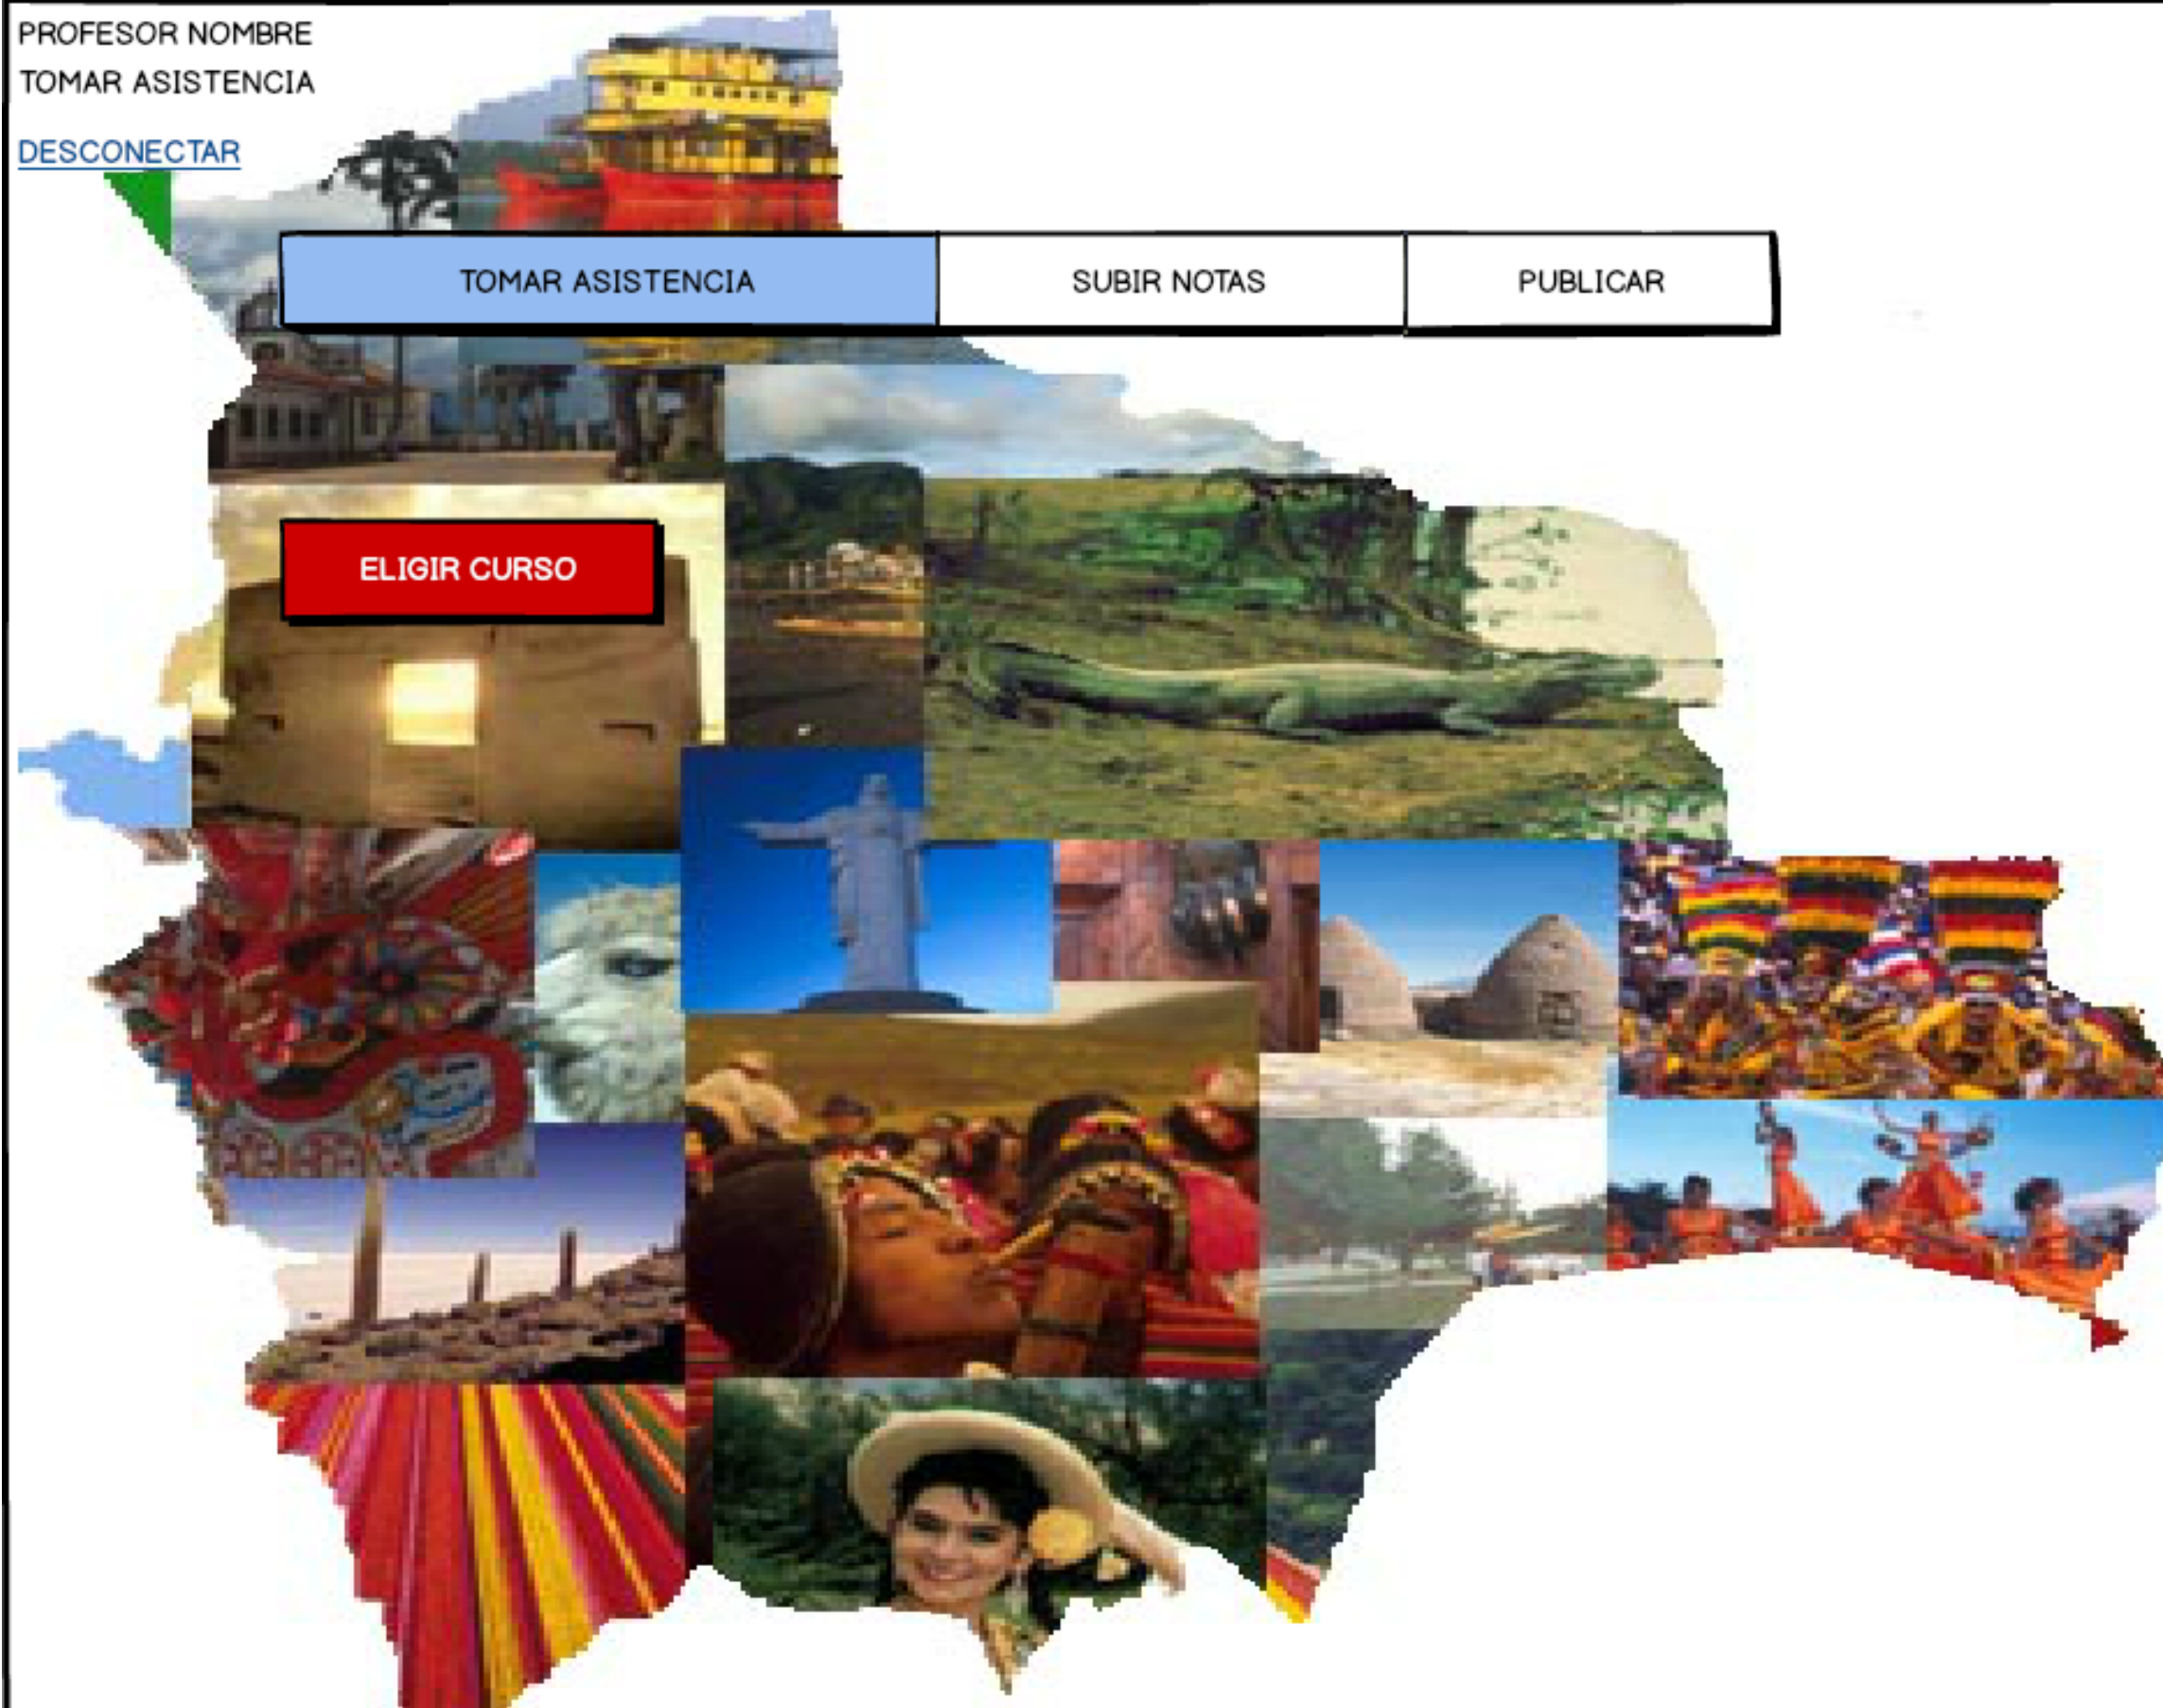 PROFESOR NOMBRE
TOMAR ASISTENCIA
DESCONECTAR
TOMAR ASISTENCIA SUBIR NOTAS PUBLICAR
ELIGIR CURSO